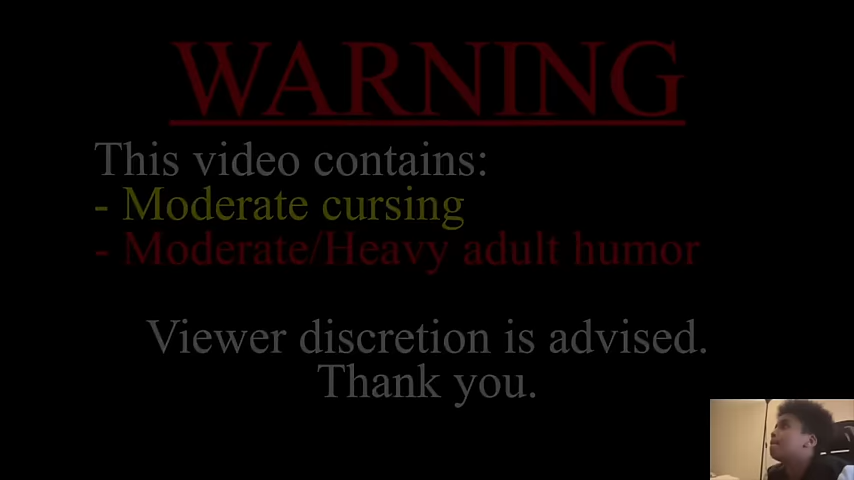 WARNING
This video contains:
- Moderate cursing
- Moderate/Heavy adult humor
Viewer discretion is advised.
Thank you.